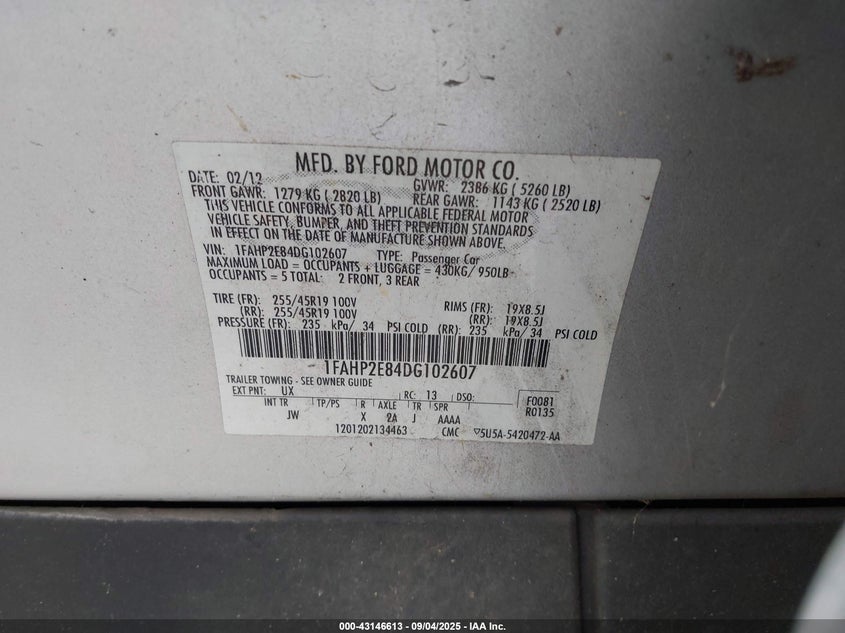 MFD. BY FORD MOTOR CO.
DATE: 02/12 GVWR: 2386 KG ( 5260 LB)
FRONT GAWR: 1279 KG ( 2820 LB) REAR GAWR: 1143 KG ( 2520 LB)
THIS VEHICLE CONFORMS TO ALL APPLICABLE FEDERAL MOTOR
VEHICLE SAFETY, BUMPER, AND THEFT PREVENTION STANDARDS
IN EFFECT ON THE DATE OF MANUFACTURE SHOWN ABOVE.
VIN: 1FAHP2E84DG102607 TYPE: Passenger Car
MAXIMUM LOAD = OCCUPANTS + LUGGAGE = 430KG/ 950LB
OCCUPANTS = 5 TOTAL: 2 FRONT, 3 REAR
TIRE (FR): 255/45R19 100V RIMS (FR): 19X8.5J
(RR): 255/45R19 100V (RR): 19X8.5J
PRESSURE (FR): 235 kPa/ 34 PSI COLD (RR): 235 kPa/ 34 PSI COLD
1FAHP2E84DG102607
TRAILER TOWING - SEE OWNER GUIDE
EXT PNT: UX RC: 13 DSO: F0081
INT TR TP/PS R AXLE TR SPR R0135
JW X 2A J AAAA
1201202134463 CMC 5U5A-5420472-AA
000-43146613 - 09/04/2025 - IAA Inc.